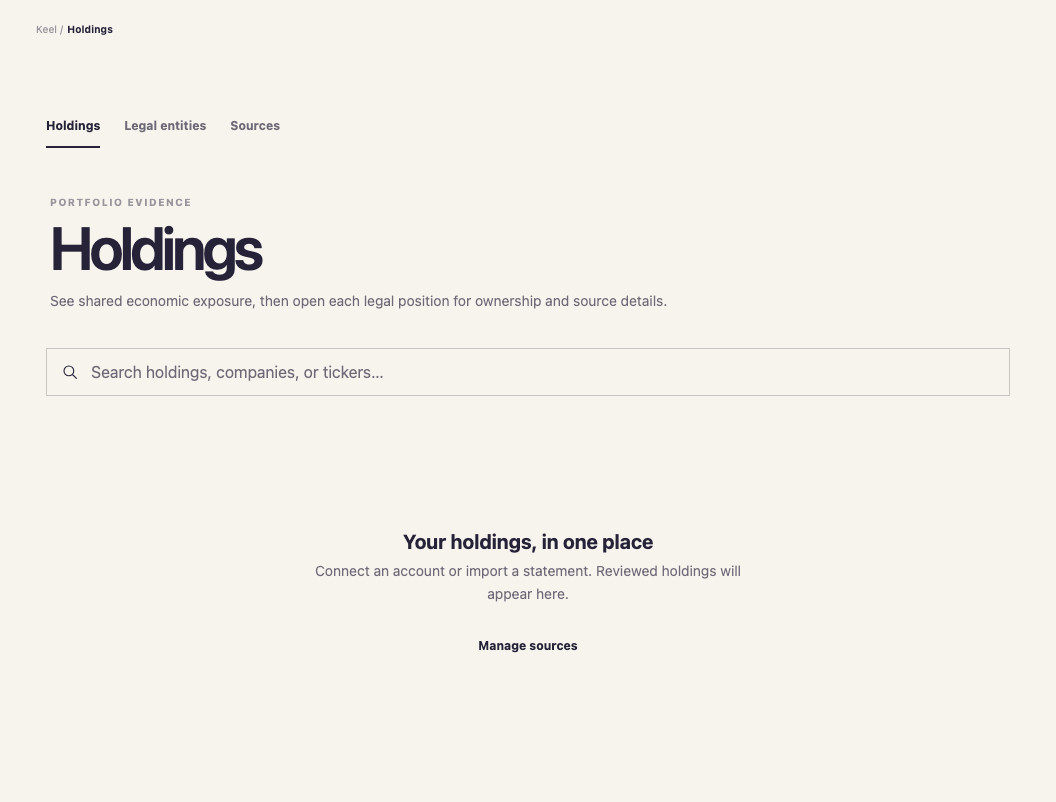 Keel / Holdings
Holdings Legal entities Sources
PORTFOLIO EVIDENCE
Holdings
See shared economic exposure, then open each legal position for ownership and source details.
Search holdings, companies, or tickers...
Your holdings, in one place
Connect an account or import a statement. Reviewed holdings will
appear here.
Manage sources